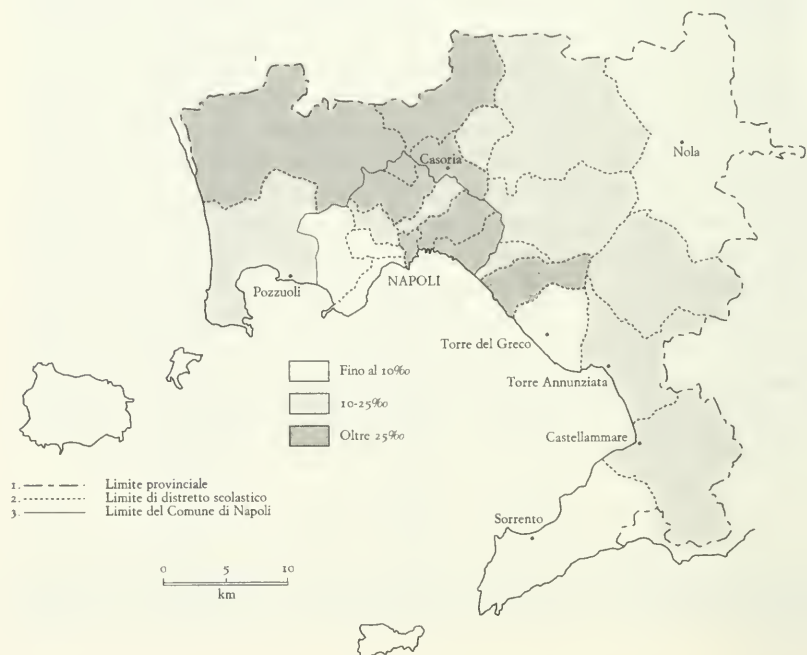 Casoria
Nola
Pozzuoli
NAPOLI
Torre del Greco
Torre Annunziata
Castellammare
Sorrento
Fino al 10‰
10-25‰
Oltre 25‰
1. Limite provinciale
2. Limite di distretto scolastico
3. Limite del Comune di Napoli
0 5 10
km